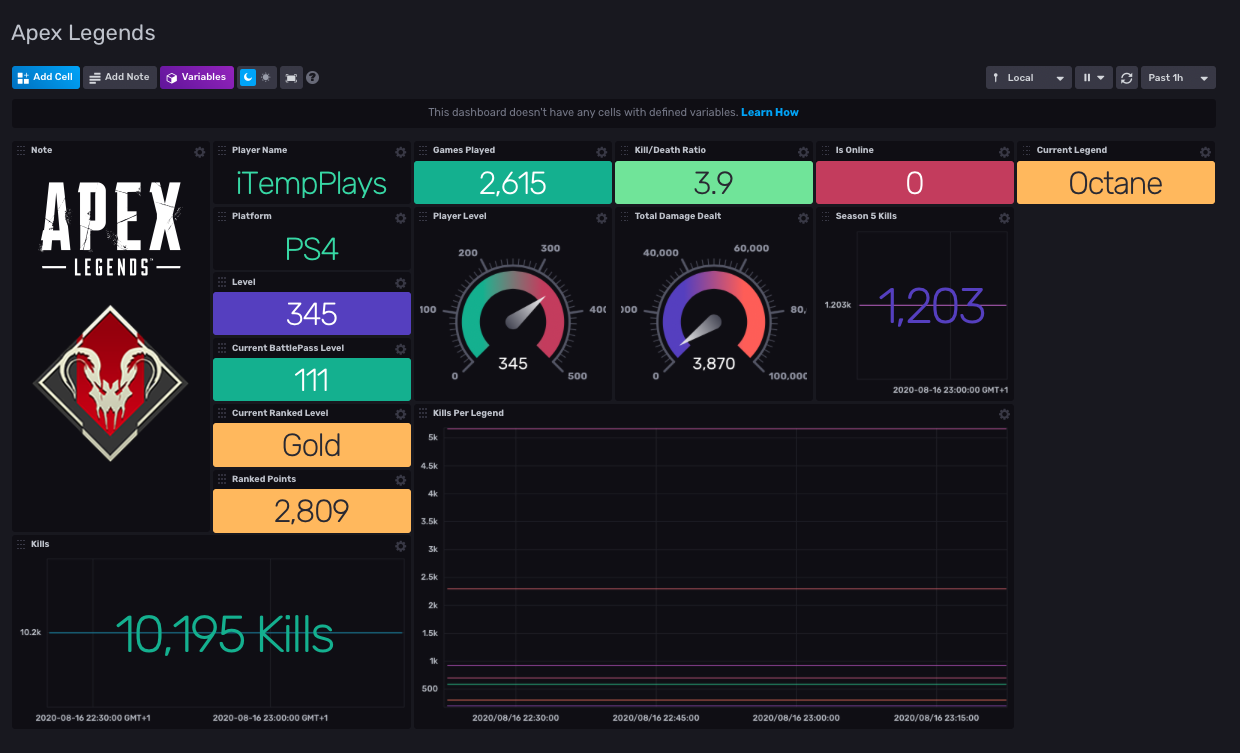 Apex Legends
Add Cell
Add Note
Variables
Local
Past 1h
This dashboard doesn't have any cells with defined variables. Learn How
Note
APEX
LEGENDS
Player Name
iTempPlays
Platform
PS4
Level
345
Current BattlePass Level
111
Current Ranked Level
Gold
Ranked Points
2,809
Games Played
2,615
Kill/Death Ratio
3.9
Is Online
0
Current Legend
Octane
Player Level
0
100
200
300
40
500
345
Total Damage Dealt
0
000
40,000
60,000
80,
100,000
3,870
Season 5 Kills
1.203k
1,203
2020-08-16 23:00:00 GMT+1
Kills
10.2k
10,195 Kills
2020-08-16 22:30:00 GMT+1
2020-08-16 23:00:00 GMT+1
Kills Per Legend
5k
4.5k
4k
3.5k
3k
2.5k
2k
1.5k
1k
500
2020/08/16 22:30:00
2020/08/16 22:45:00
2020/08/16 23:00:00
2020/08/16 23:15:00